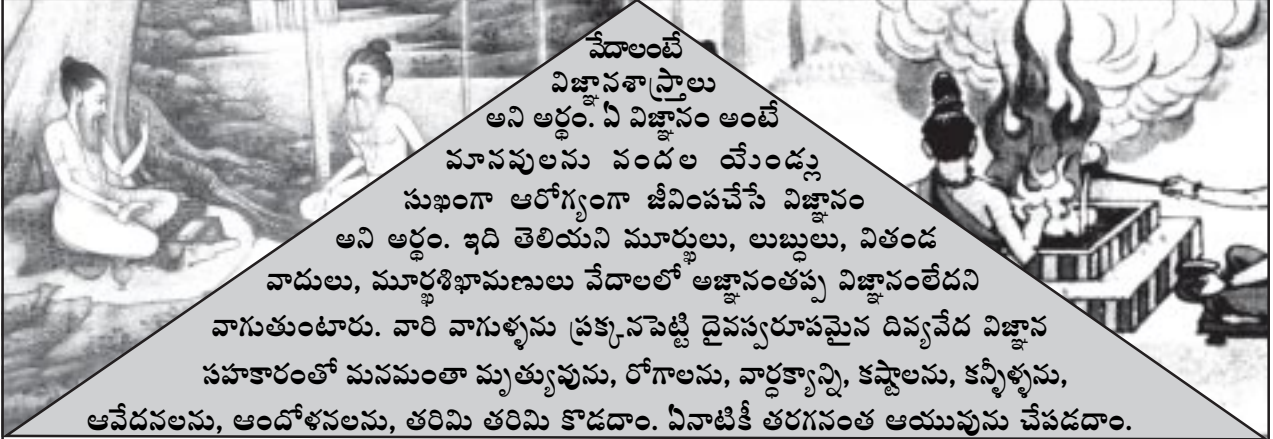 వేదాలంటే
విజ్ఞానశాస్త్రాలు
అని అర్థం. ఏ విజ్ఞానం అంటే
మానవులను వందల యేండ్లు
సుఖంగా ఆరోగ్యంగా జీవింపచేసే విజ్ఞానం
అని అర్థం. ఇది తెలియని మూర్ఖులు, లుబ్ధులు, వితండ
వాదులు, మూర్ఖశిఖామణులు వేదాలలో అజ్ఞానంతప్ప విజ్ఞానంలేదని
వాగుతుంటారు. వారి వాగుళ్ళను ప్రక్కనపెట్టి దైవస్వరూపమైన దివ్యవేద విజ్ఞాన
సహకారంతో మనమంతా మృత్యువును, రోగాలను, వార్ధక్యాన్ని, కష్టాలను, కన్నీళ్ళను,
ఆవేదనలను, ఆందోళనలను, తరిమి తరిమి కొడదాం. ఏనాటికీ తరగనంత ఆయువును చేపడదాం.